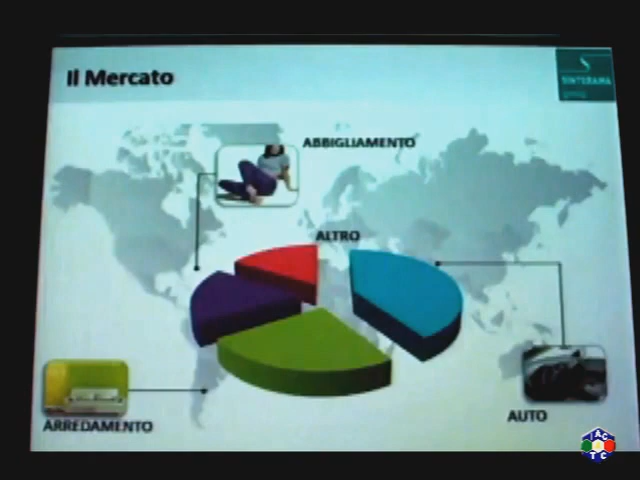 Il Mercato
SINTERAMA
ABBIGLIAMENTO
ALTRO
ARREDAMENTO
AUTO